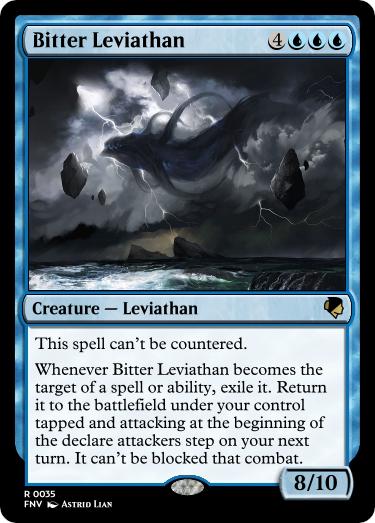 Bitter Leviathan 4
Creature — Leviathan
This spell can't be countered.
Whenever Bitter Leviathan becomes the
target of a spell or ability, exile it. Return
it to the battlefield under your control
tapped and attacking at the beginning of
the declare attackers step on your next
turn. It can't be blocked that combat.
8/10
R 0035
FNV Astrid Lian